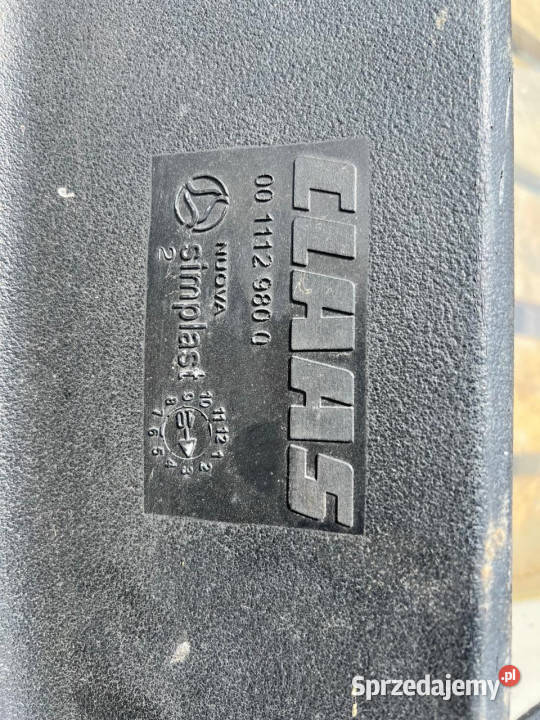 CLAAS
00 1112 980 0
NUOVA
simplast
2
10 11 12 1 2 3 4 5 6 7 8 9
Sprzedajemy.pl